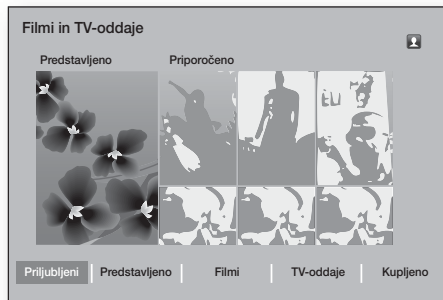 Filmi in TV-oddaje
Predstavljeno Priporočeno
Priljubljeni Predstavljeno Filmi TV-oddaje Kupljeno